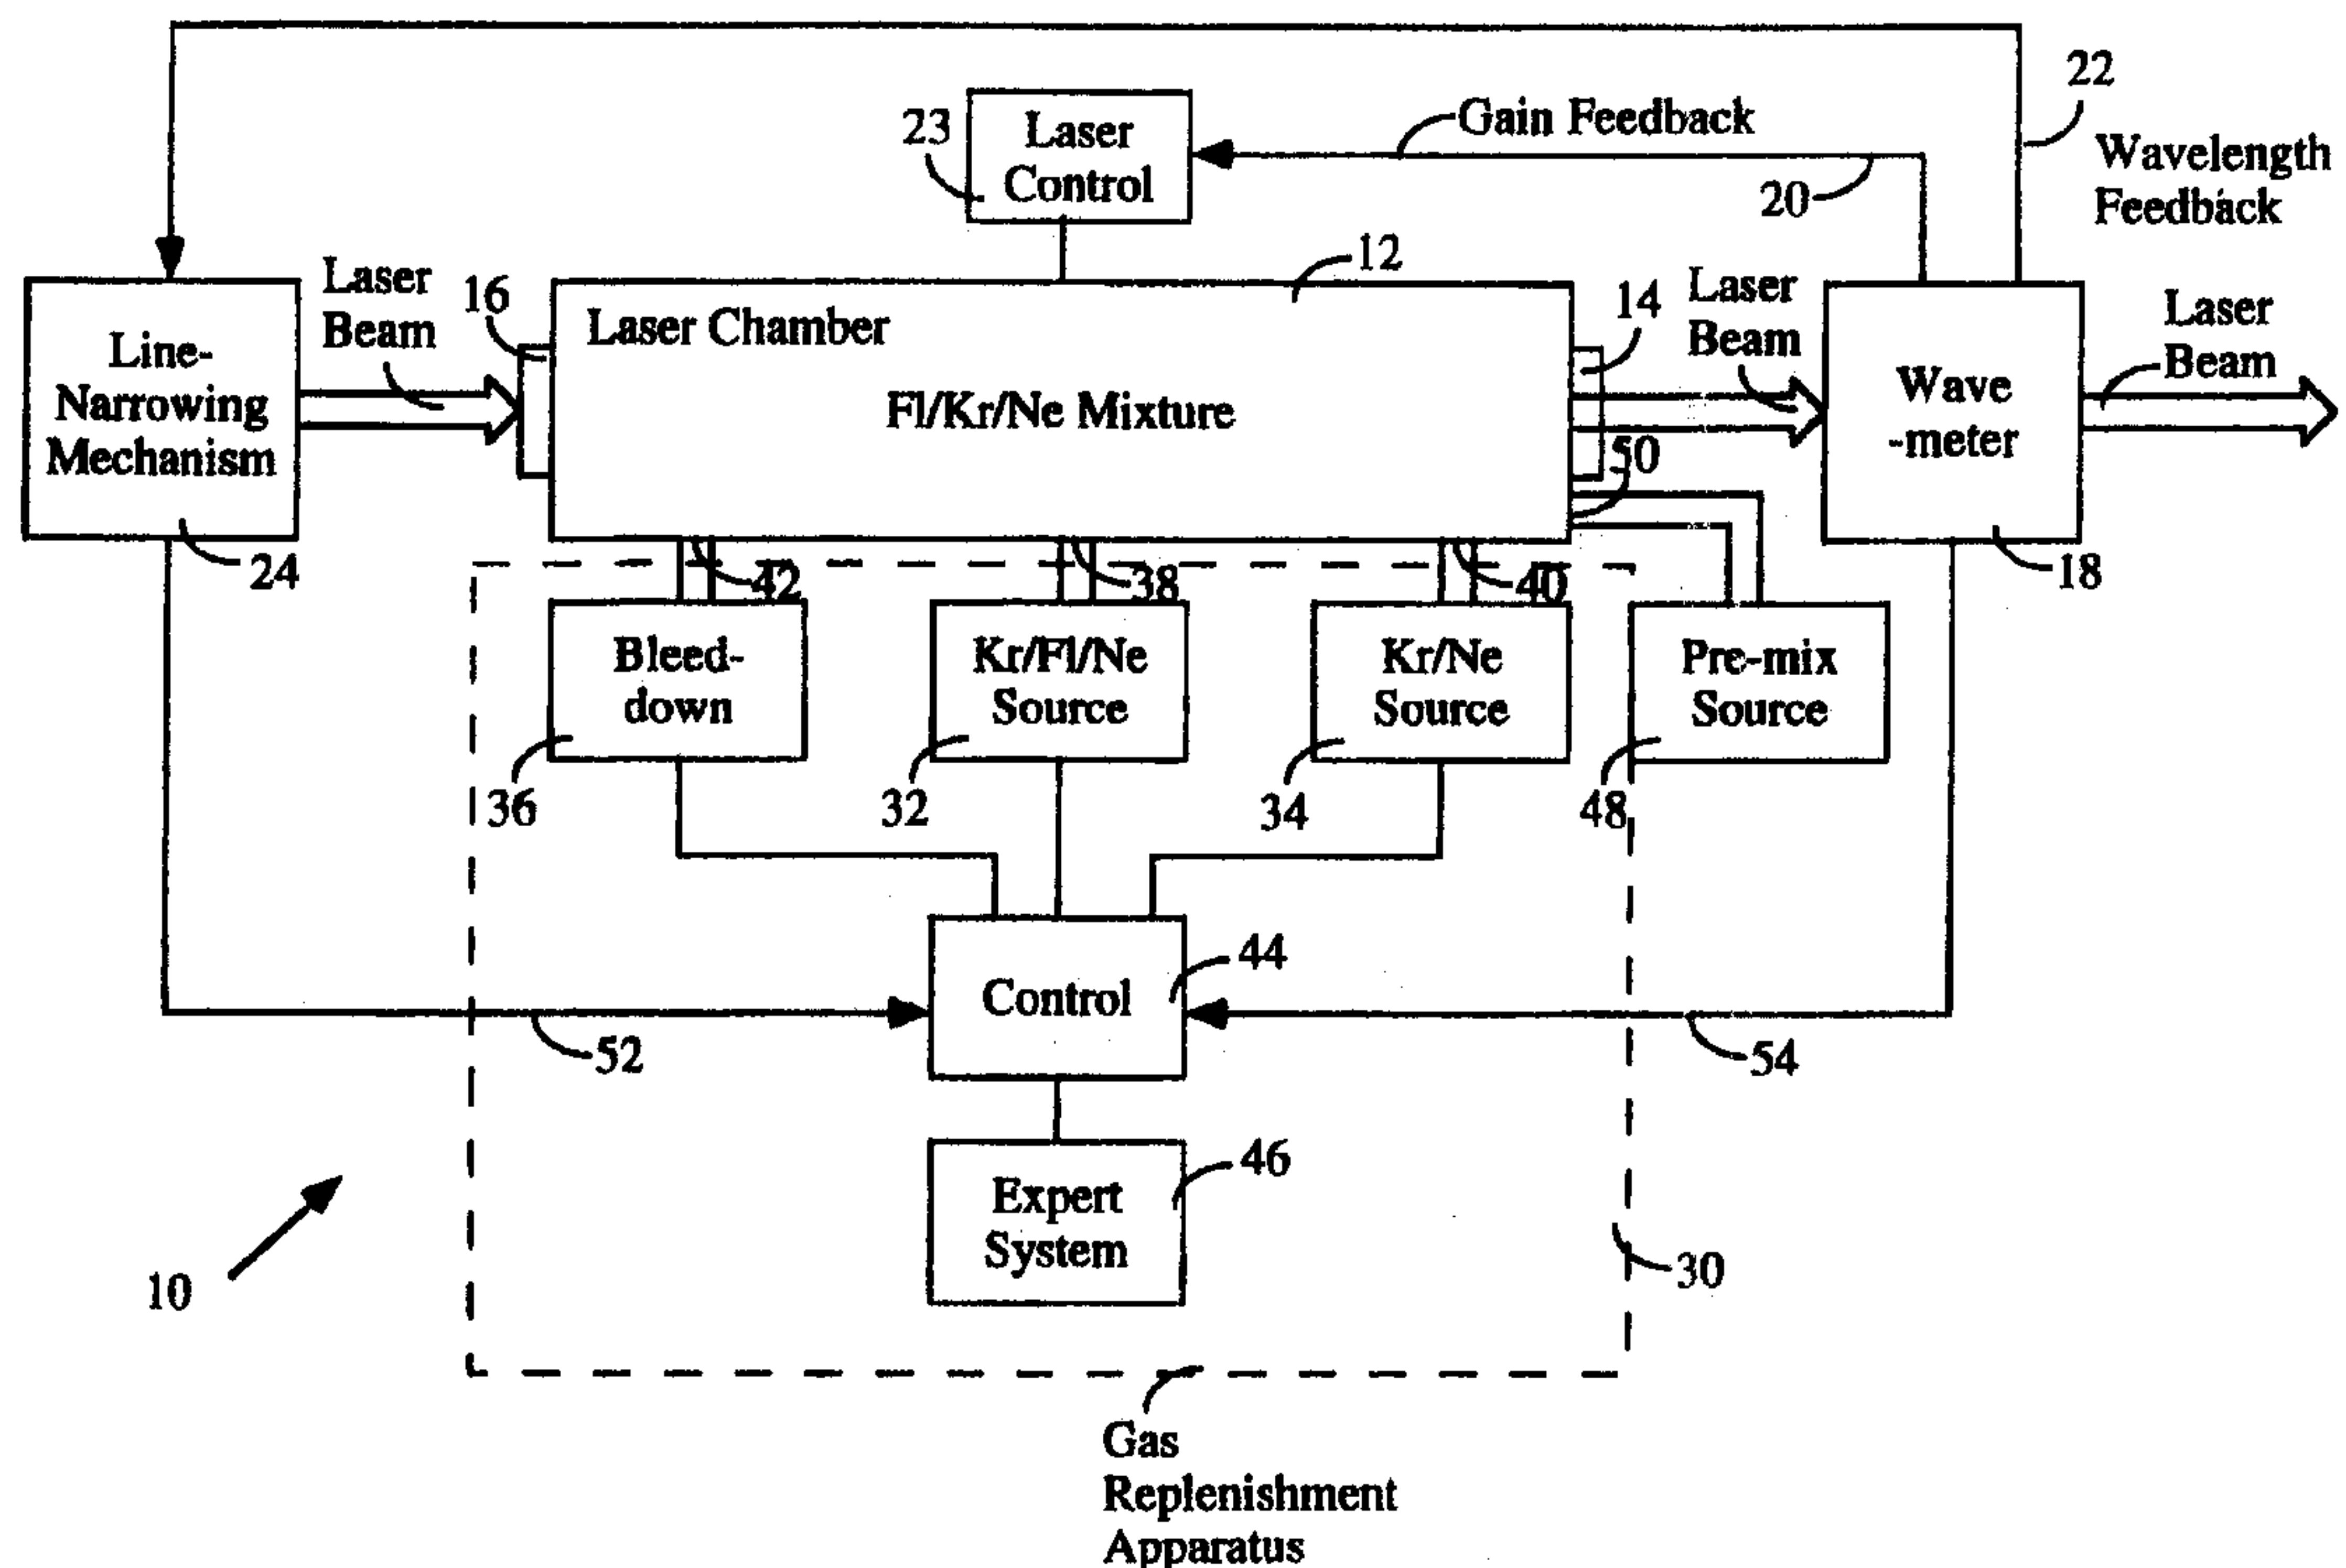 22
Wavelength
Feedback
23
Laser
Control
Gain Feedback
20
12
Laser
Beam
16
Laser Chamber
14
Laser
Beam
Laser
Beam
Line-
Narrowing
Mechanism
Fl/Kr/Ne Mixture
Wave
-meter
50
24
42
38
40
18
Bleed-
down
Kr/Fl/Ne
Source
Kr/Ne
Source
Pre-mix
Source
36
32
34
48
Control
44
52
54
Expert
System
46
10
30
Gas
Replenishment
Apparatus